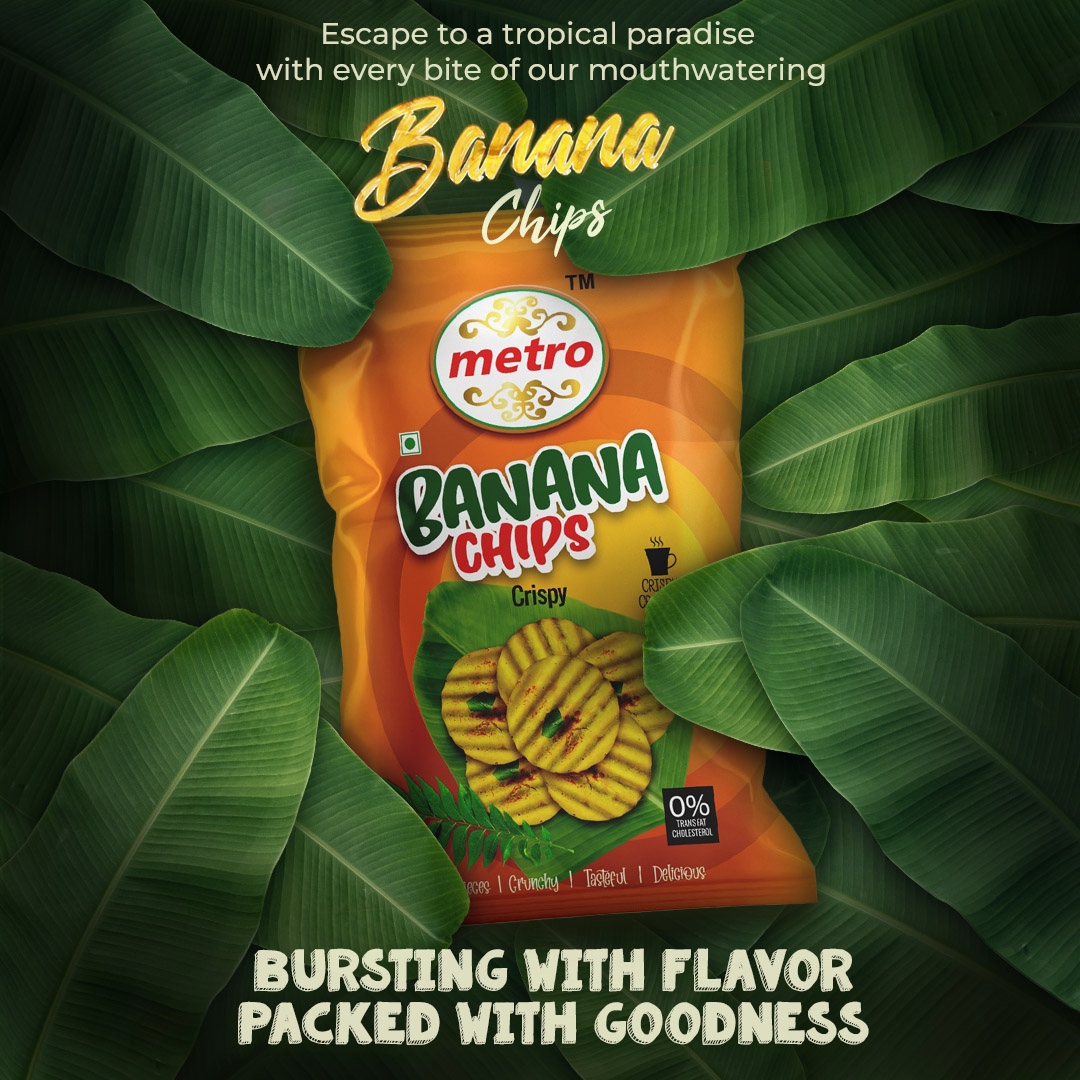 Escape to a tropical paradise
with every bite of our mouthwatering
Banana
Chips
TM
metro
BANANA
CHIPS
Crispy
0%
TRANS FAT
CHOLESTEROL
| Crunchy | Tasteful | Delicious
BURSTING WITH FLAVOR
PACKED WITH GOODNESS